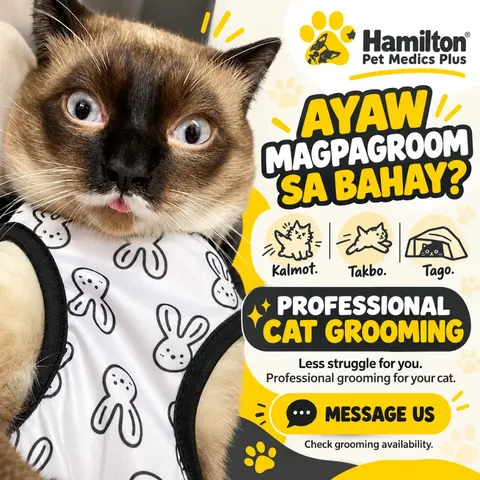 Hamilton®
Pet Medics Plus
AYAW
MAGPAGROOM
SA BAHAY?
Kalmot.
Takbo.
Tago.
PROFESSIONAL
CAT GROOMING
Less struggle for you.
Professional grooming for your cat.
MESSAGE US
Check grooming availability.